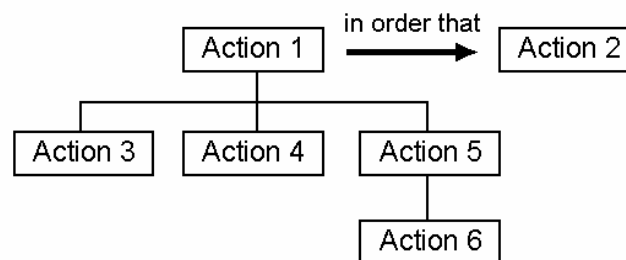 in order that
Action 1
Action 2
Action 3
Action 4
Action 5
Action 6